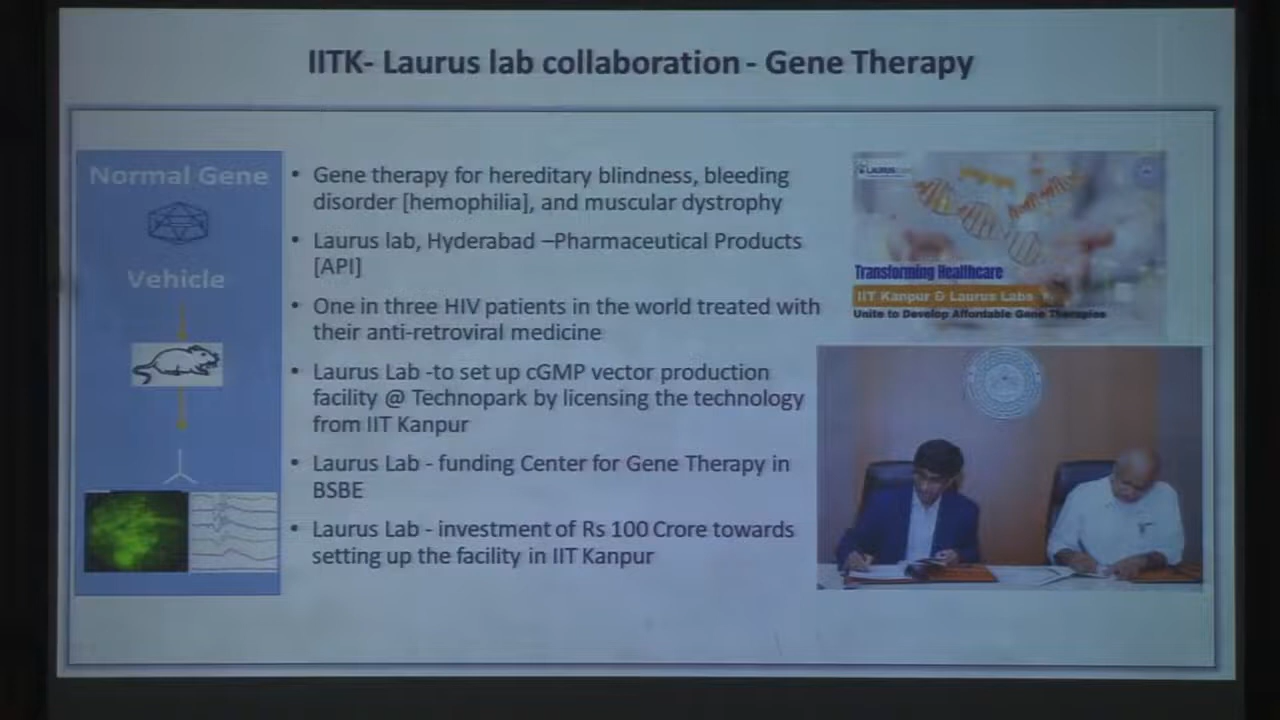 IITK- Laurus lab collaboration - Gene Therapy
Normal Gene
Vehicle
• Gene therapy for hereditary blindness, bleeding
disorder [hemophilia], and muscular dystrophy
• Laurus lab, Hyderabad –Pharmaceutical Products
[API]
• One in three HIV patients in the world treated with
their anti-retroviral medicine
• Laurus Lab -to set up cGMP vector production
facility @ Technopark by licensing the technology
from IIT Kanpur
• Laurus Lab - funding Center for Gene Therapy in
BSBE
• Laurus Lab - investment of Rs 100 Crore towards
setting up the facility in IIT Kanpur
LAURUS
Transforming Healthcare
IIT Kanpur & Laurus Labs
Unite to Develop Affordable Gene Therapies